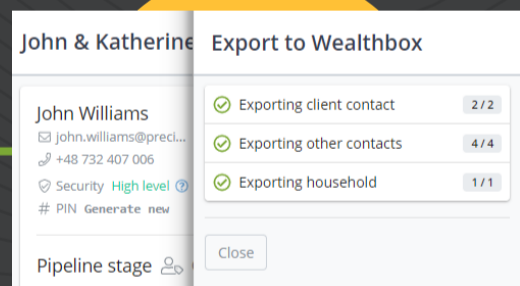 John & Katherine
John Williams
john.williams@preci...
+48 732 407 006
Security High level
# PIN Generate new
Pipeline stage
Export to Wealthbox
Exporting client contact 2/2
Exporting other contacts 4/4
Exporting household 1/1
Close